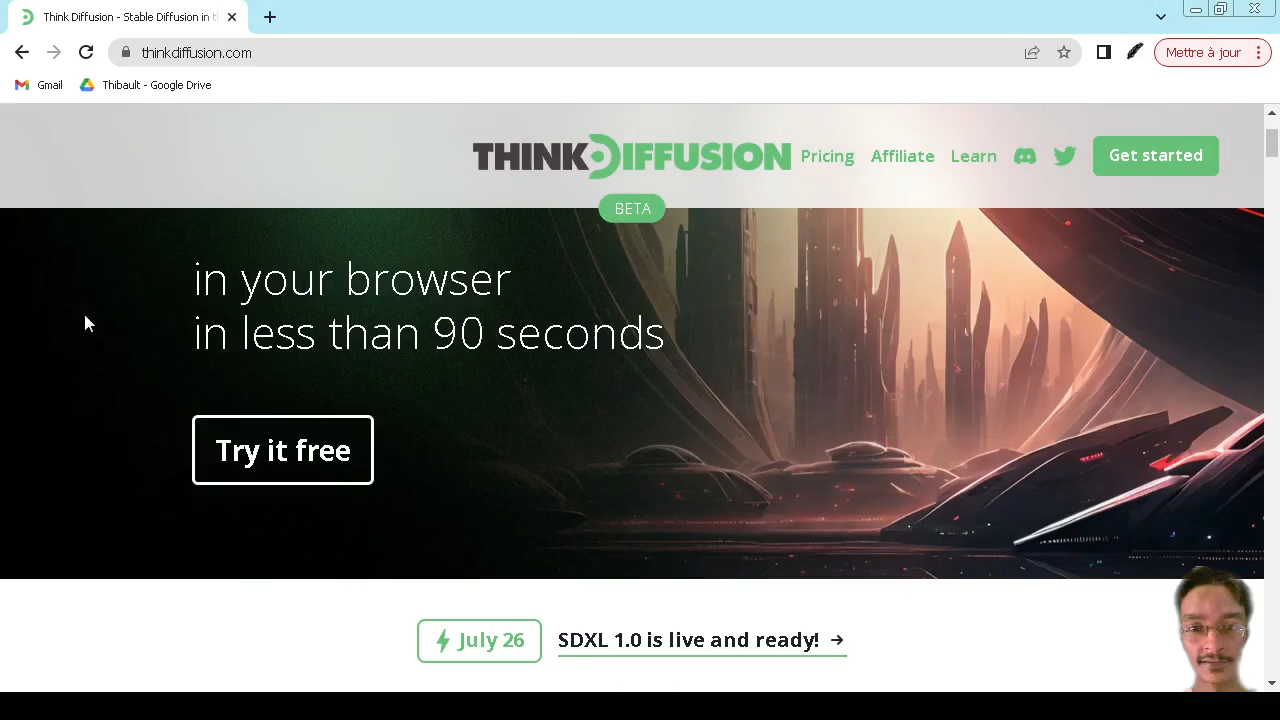 Think Diffusion - Stable Diffusion in t
thinkdiffusion.com
Mettre à jour
Gmail
Thibault - Google Drive
THINKDIFFUSION
Pricing
Affiliate
Learn
Get started
BETA
in your browser
in less than 90 seconds
Try it free
July 26
SDXL 1.0 is live and ready! →